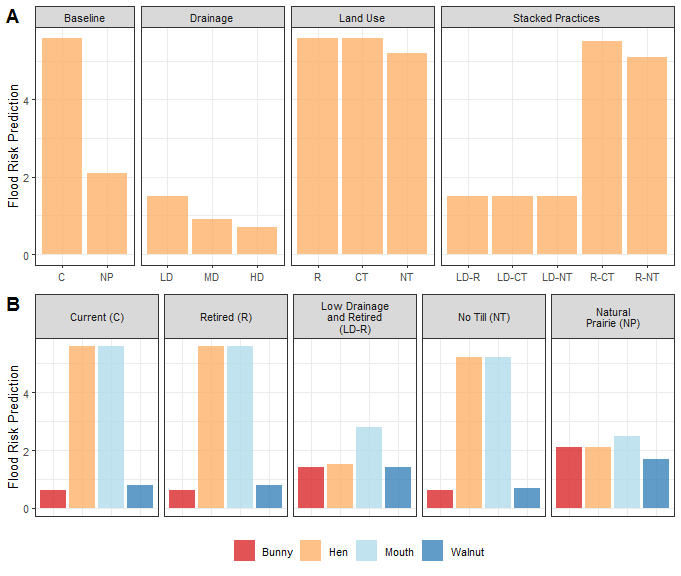 A
Baseline
Drainage
Land Use
Stacked Practices
Flood Risk Prediction
4
2
0
C
NP
LD
MD
HD
R
CT
NT
LD-R
LD-CT
LD-NT
R-CT
R-NT
B
Current (C)
Retired (R)
Low Drainage
and Retired
(LD-R)
No Till (NT)
Natural
Prairie (NP)
Flood Risk Prediction
4
2
0
Bunny
Hen
Mouth
Walnut